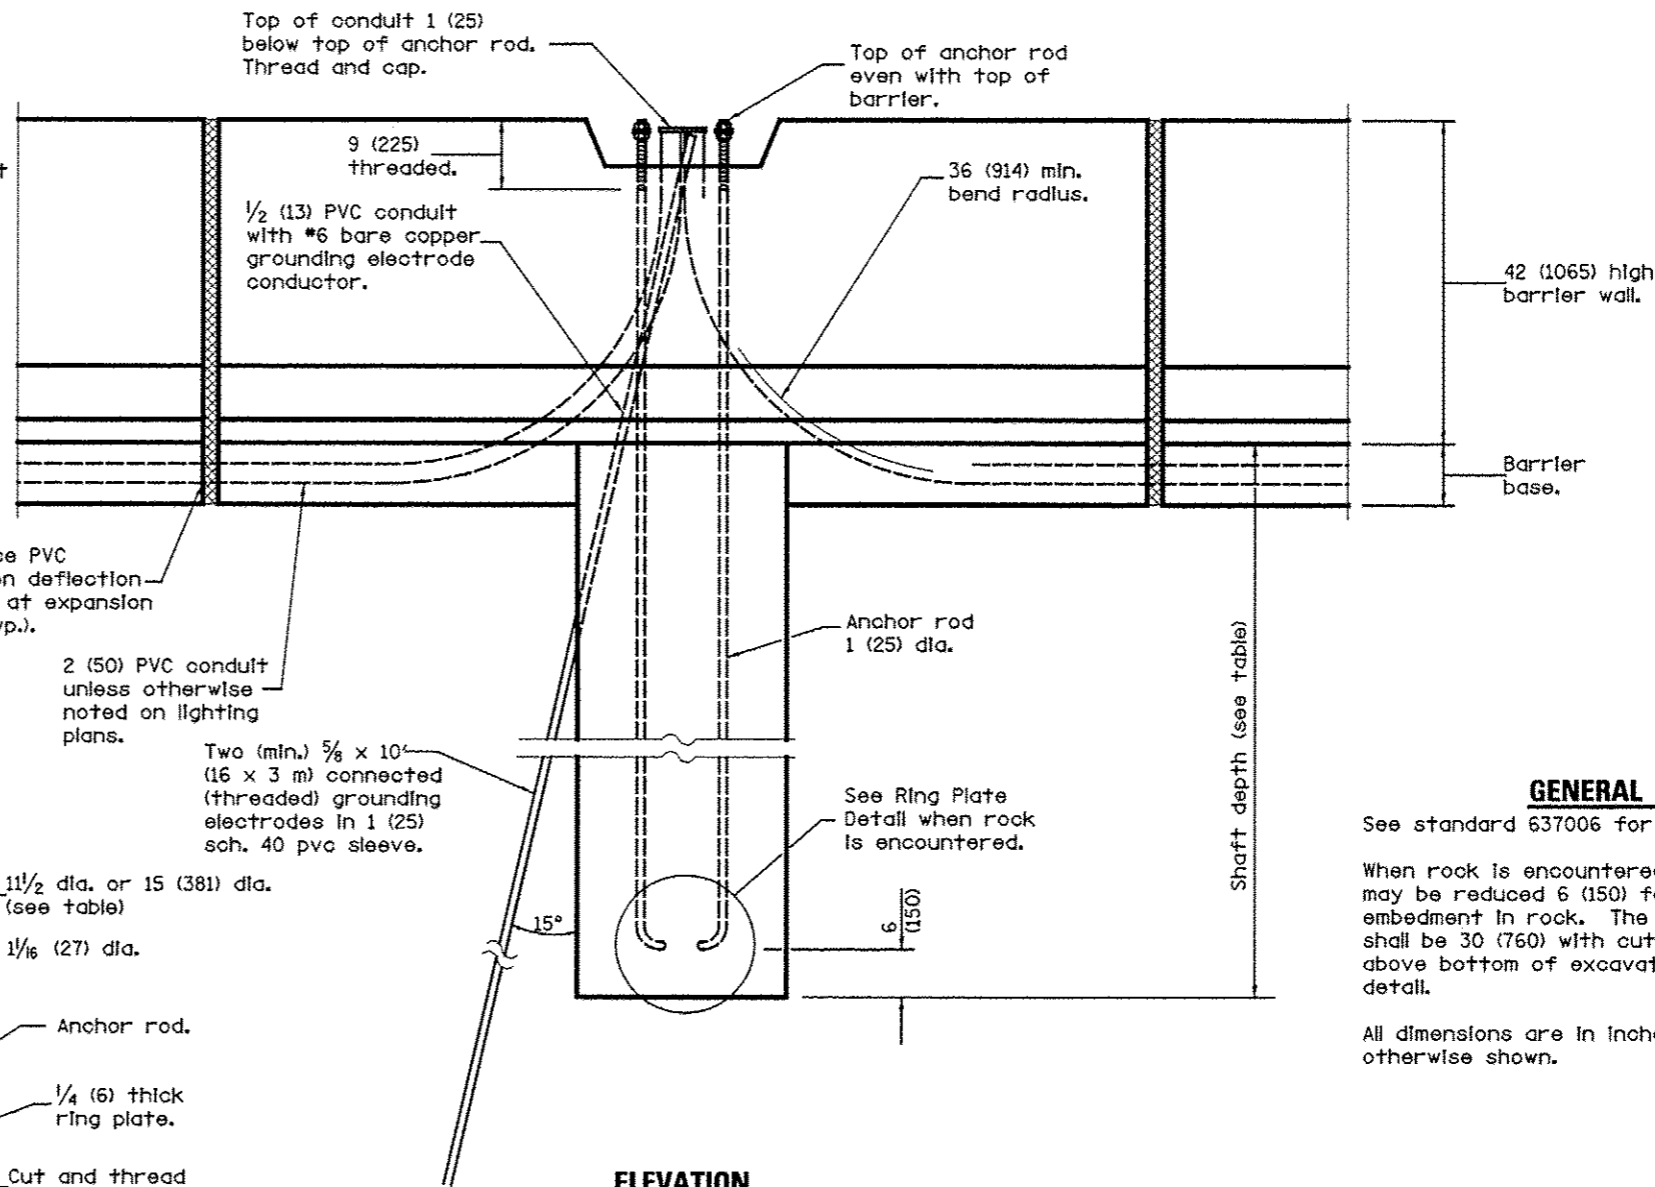 Top of conduit 1 (25)
below top of anchor rod.
Thread and cap.
Top of anchor rod
even with top of
barrier.
9 (225)
threaded.
36 (914) min.
bend radius.
1/2 (13) PVC conduit
with #6 bare copper
grounding electrode
conductor.
42 (1065) high
barrier wall.
Barrier
base.
PVC
deflection
at expansion
2 (50) PVC conduit
unless otherwise
noted on lighting
plans.
Anchor rod
1 (25) dia.
Shaft depth (see table)
Two (min.) 5/8 x 10'
(16 x 3 m) connected
(threaded) grounding
electrodes in 1 (25)
sch. 40 pvc sleeve.
See Ring Plate
Detail when rock
is encountered.
11 1/2 dia. or 15 (381) dia.
(see table)
1 1/16 (27) dia.
15°
6
(150)
Anchor rod.
1/4 (6) thick
ring plate.
Cut and thread
ELEVATION
GENERAL
See standard 637006 for
When rock is encountered
may be reduced 6 (150)
embedment in rock. The
shall be 30 (760) with cut
above bottom of
detail.
All dimensions are in
otherwise shown.